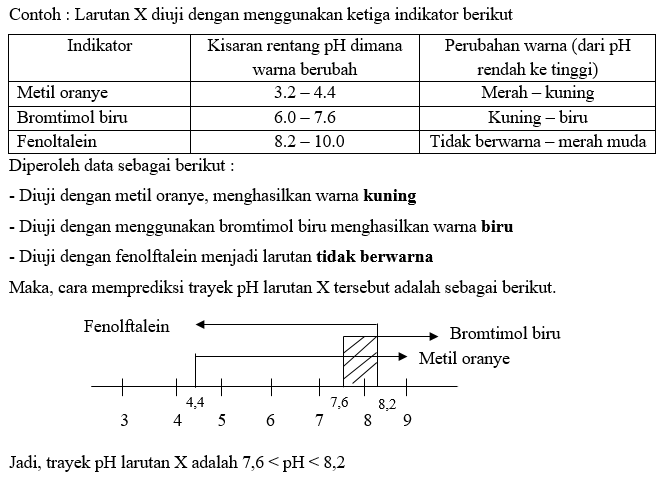 Contoh : Larutan X diuji dengan menggunakan ketiga indikator berikut
Indikator
Kisaran rentang pH dimana
warna berubah
Perubahan warna (dari pH
rendah ke tinggi)
Metil oranye
3.2 – 4.4
Merah – kuning
Bromtimol biru
6.0 – 7.6
Kuning – biru
Fenoltalein
8.2 – 10.0
Tidak berwarna – merah muda
Diperoleh data sebagai berikut :
- Diuji dengan metil oranye, menghasilkan warna kuning
- Diuji dengan menggunakan bromtimol biru menghasilkan warna biru
- Diuji dengan fenolftalein menjadi larutan tidak berwarna
Maka, cara memprediksi trayek pH larutan X tersebut adalah sebagai berikut.
Fenolftalein
Bromtimol biru
Metil oranye
4,4 7,6 8,2
3 4 5 6 7 8 9
Jadi, trayek pH larutan X adalah 7,6 < pH < 8,2